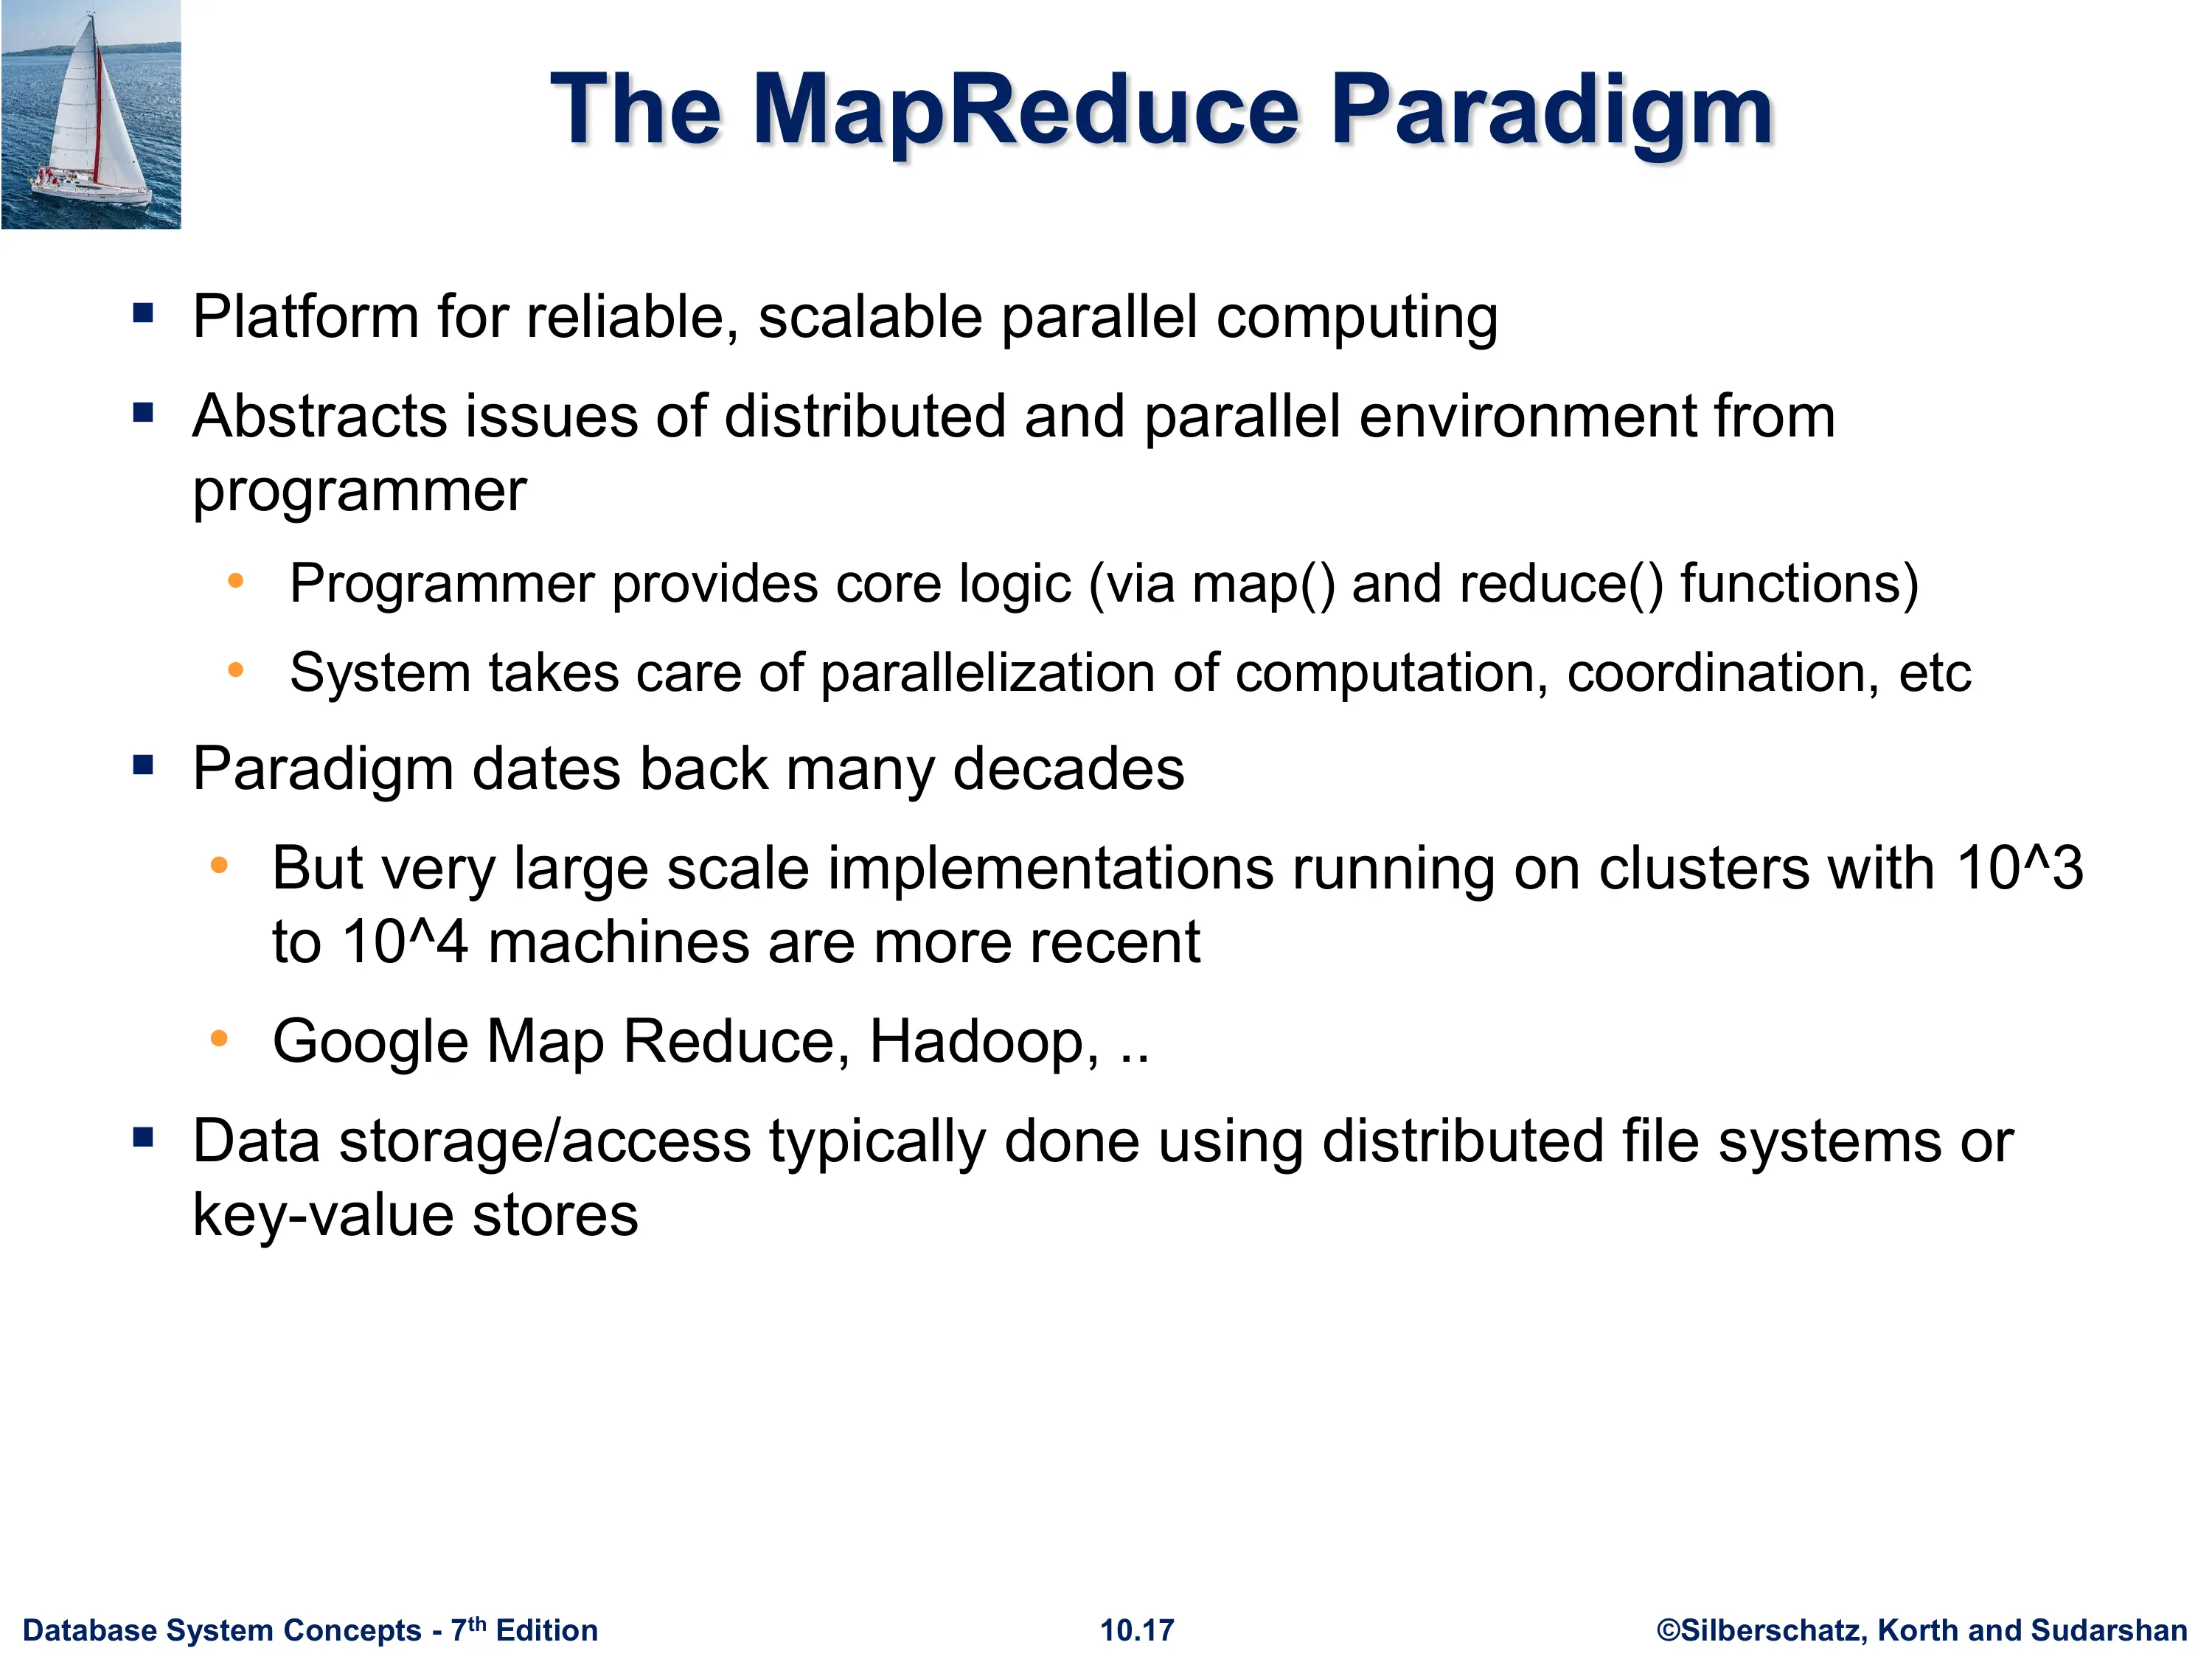 The MapReduce Paradigm
▪ Platform for reliable, scalable parallel computing
▪ Abstracts issues of distributed and parallel environment from
programmer
• Programmer provides core logic (via map() and reduce() functions)
• System takes care of parallelization of computation, coordination, etc
▪ Paradigm dates back many decades
• But very large scale implementations running on clusters with 10^3
to 10^4 machines are more recent
• Google Map Reduce, Hadoop, ..
▪ Data storage/access typically done using distributed file systems or
key-value stores
Database System Concepts - 7th Edition 10.17 ©Silberschatz, Korth and Sudarshan